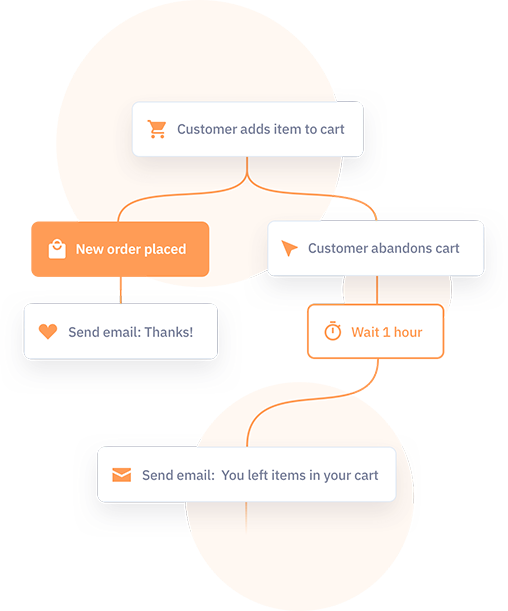 Customer adds item to cart
New order placed
Customer abandons cart
Send email: Thanks!
Wait 1 hour
Send email:  You left items in your cart